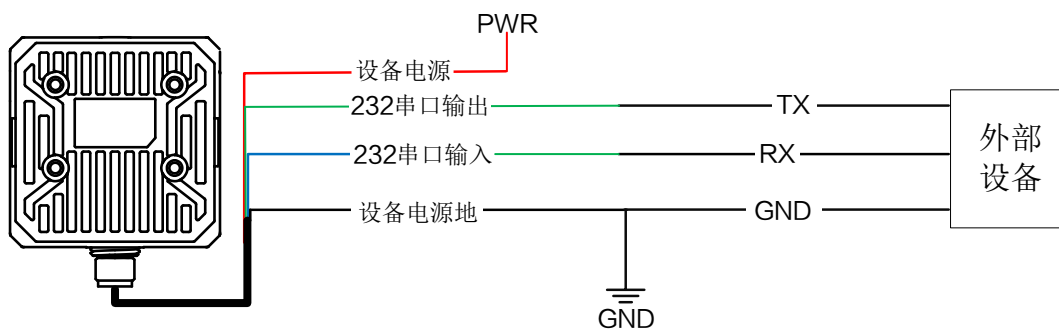 PWR
设备电源
232串口输出 TX
232串口输入 RX
设备电源地 GND
外部
设备
GND